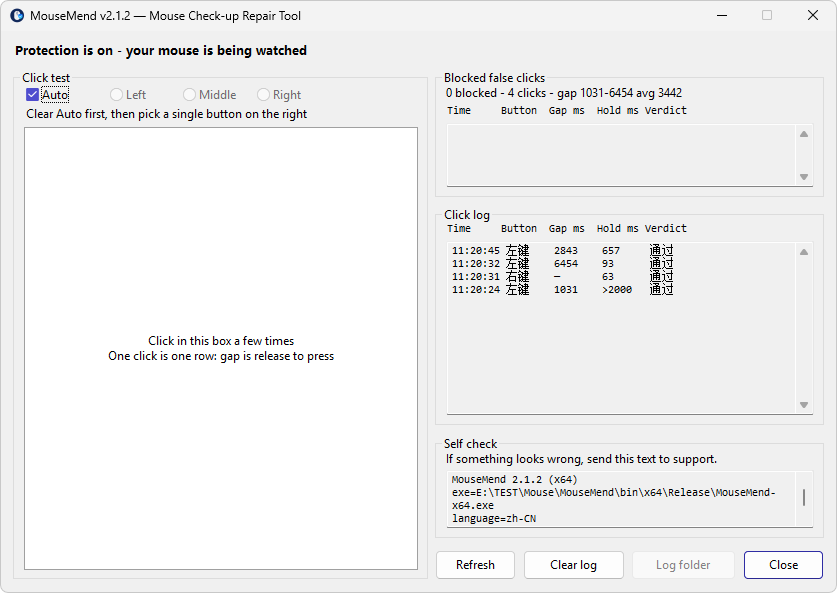 MouseMend v2.1.2 — Mouse Check-up Repair Tool
Protection is on - your mouse is being watched
Click test
Auto Left Middle Right
Clear Auto first, then pick a single button on the right
Click in this box a few times
One click is one row: gap is release to press
Blocked false clicks
0 blocked - 4 clicks - gap 1031-6454 avg 3442
Time Button Gap ms Hold ms Verdict
Click log
Time Button Gap ms Hold ms Verdict
11:20:45 左键 2843 657 通过
11:20:32 左键 6454 93 通过
11:20:31 右键 — 63 通过
11:20:24 左键 1031 >2000 通过
Self check
If something looks wrong, send this text to support.
MouseMend 2.1.2 (x64)
exe=E:\TEST\Mouse\MouseMend\bin\x64\Release\MouseMend-
x64.exe
language=zh-CN
Refresh Clear log Log folder Close